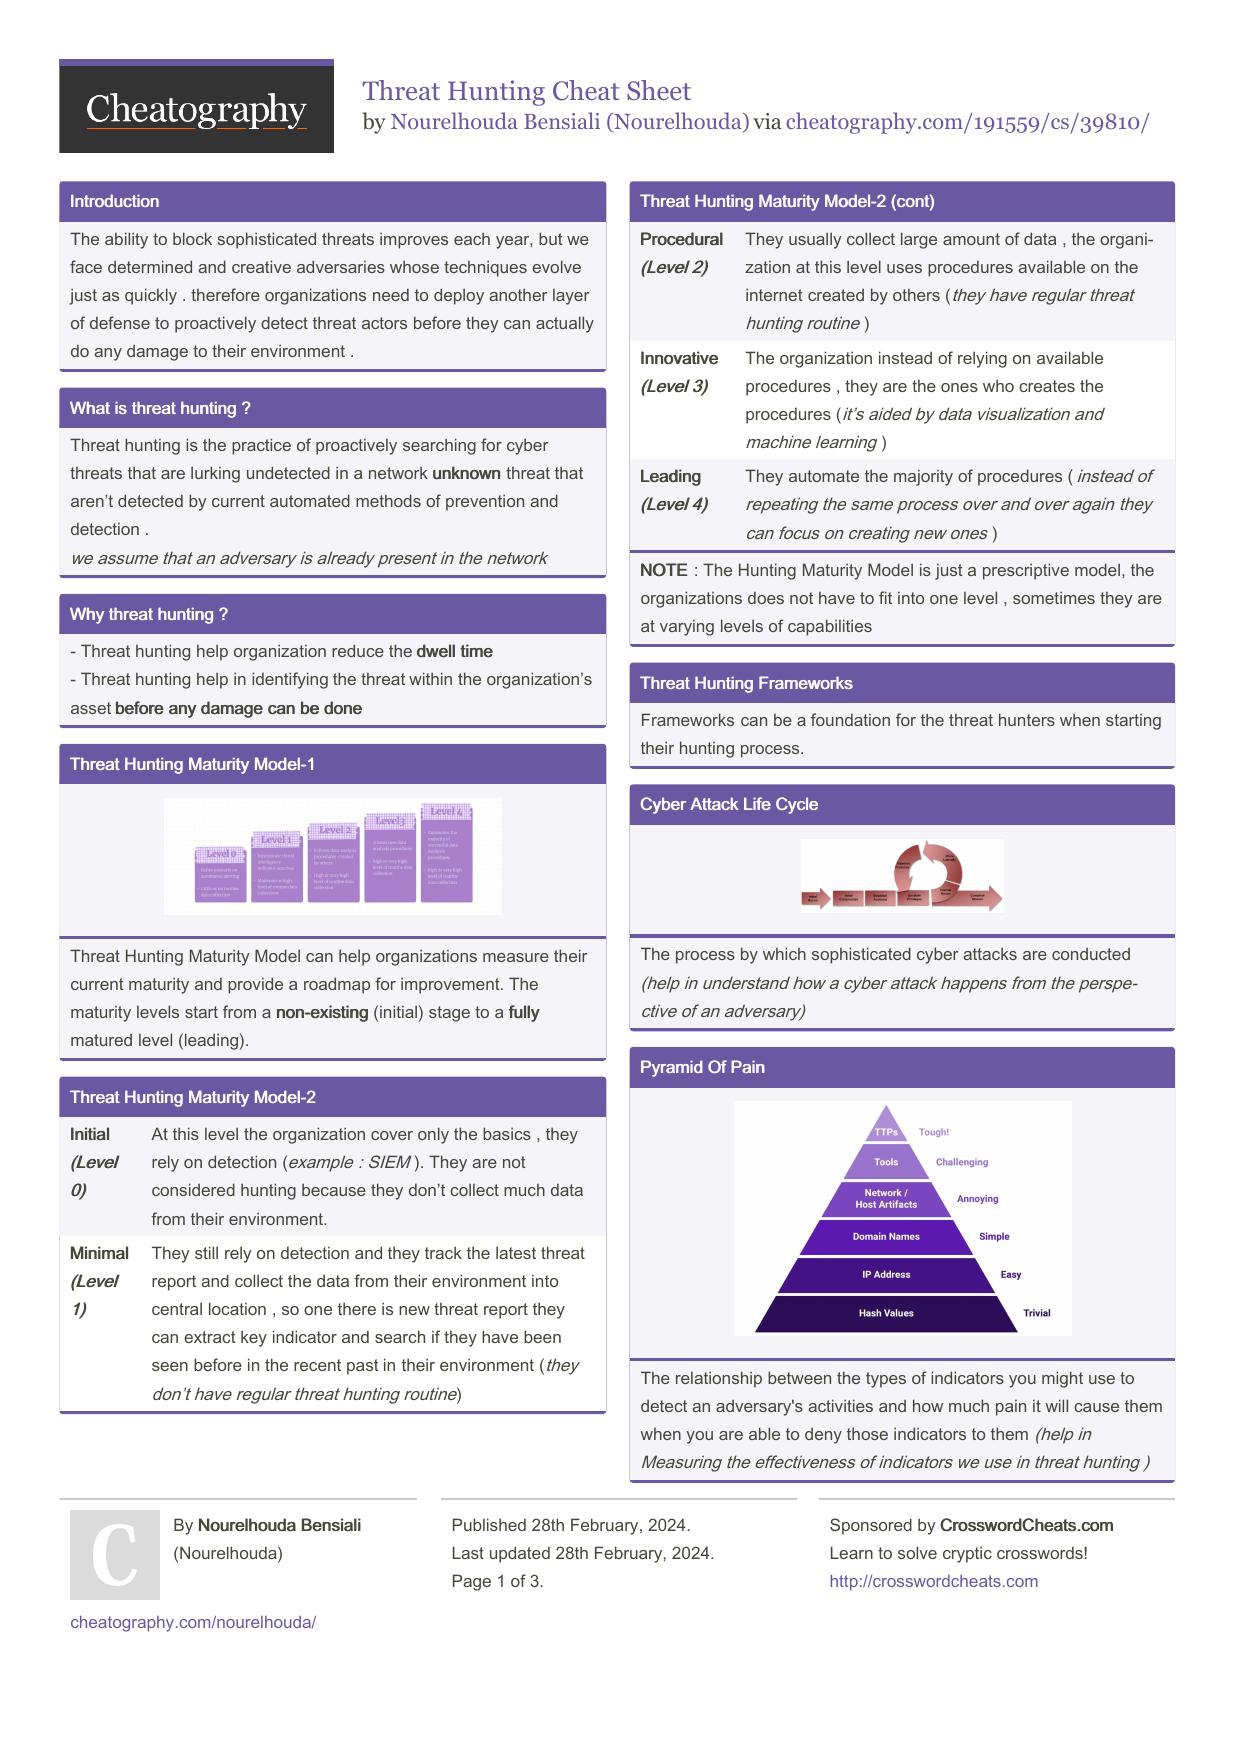 Cheatography
Threat Hunting Cheat Sheet
by Nourelhouda Bensiali (Nourelhouda) via cheatography.com/191559/cs/39810/
Introduction
The ability to block sophisticated threats improves each year, but we
face determined and creative adversaries whose techniques evolve
just as quickly . therefore organizations need to deploy another layer
of defense to proactively detect threat actors before they can actually
do any damage to their environment .
What is threat hunting ?
Threat hunting is the practice of proactively searching for cyber
threats that are lurking undetected in a network unknown threat that
aren't detected by current automated methods of prevention and
detection .
we assume that an adversary is already present in the network
Why threat hunting ?
- Threat hunting help organization reduce the dwell time
- Threat hunting help in identifying the threat within the organization's
asset before any damage can be done
Threat Hunting Maturity Model-1
Level 0
Level 1
Level 2
Level 3
Level 4
Threat Hunting Maturity Model can help organizations measure their
current maturity and provide a roadmap for improvement. The
maturity levels start from a non-existing (initial) stage to a fully
matured level (leading).
Threat Hunting Maturity Model-2
Initial
(Level
0)
At this level the organization cover only the basics , they
rely on detection (example : SIEM ). They are not
considered hunting because they don't collect much data
from their environment.
Minimal
(Level
1)
They still rely on detection and they track the latest threat
report and collect the data from their environment into
central location , so one there is new threat report they
can extract key indicator and search if they have been
seen before in the recent past in their environment (they
don't have regular threat hunting routine)
Threat Hunting Maturity Model-2 (cont)
Procedural
(Level 2)
They usually collect large amount of data , the organi-
zation at this level uses procedures available on the
internet created by others (they have regular threat
hunting routine )
Innovative
(Level 3)
The organization instead of relying on available
procedures , they are the ones who creates the
procedures (it's aided by data visualization and
machine learning )
Leading
(Level 4)
They automate the majority of procedures ( instead of
repeating the same process over and over again they
can focus on creating new ones )
NOTE : The Hunting Maturity Model is just a prescriptive model, the
organizations does not have to fit into one level , sometimes they are
at varying levels of capabilities
Threat Hunting Frameworks
Frameworks can be a foundation for the threat hunters when starting
their hunting process.
Cyber Attack Life Cycle
The process by which sophisticated cyber attacks are conducted
(help in understand how a cyber attack happens from the perspe-
ctive of an adversary)
Pyramid Of Pain
TTPs Tough!
Tools Challenging
Network /
Host Artifacts Annoying
Domain Names Simple
IP Address Easy
Hash Values Trivial
The relationship between the types of indicators you might use to
detect an adversary's activities and how much pain it will cause them
when you are able to deny those indicators to them (help in
Measuring the effectiveness of indicators we use in threat hunting )
C
By Nourelhouda Bensiali
(Nourelhouda)
cheatography.com/nourelhouda/
Published 28th February, 2024.
Last updated 28th February, 2024.
Page 1 of 3.
Sponsored by CrosswordCheats.com
Learn to solve cryptic crosswords!
http://crosswordcheats.com